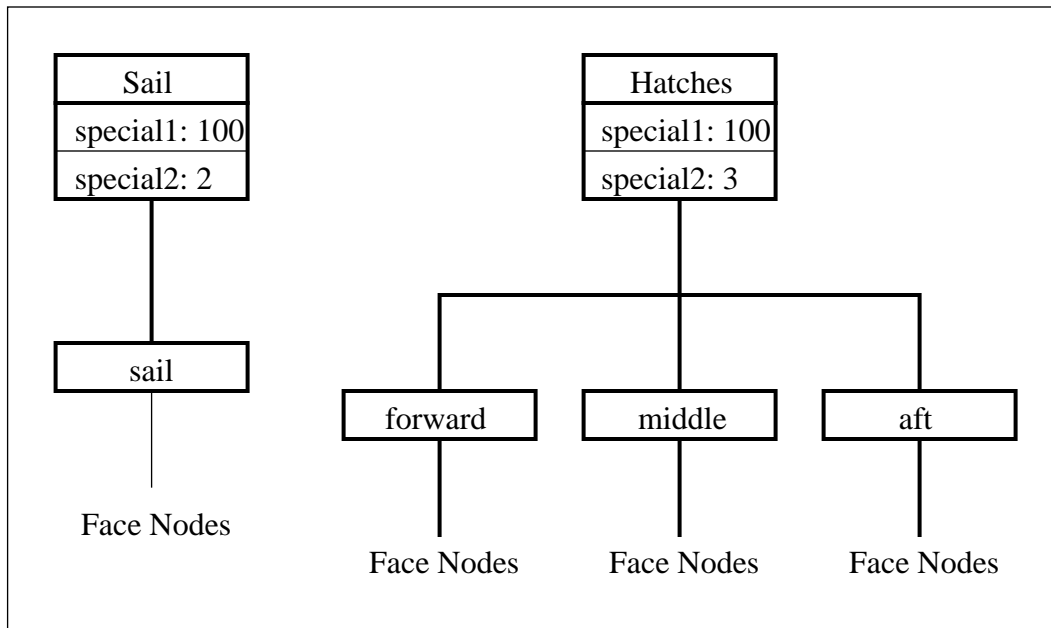 Sail
special1: 100
special2: 2
sail
Face Nodes
Hatches
special1: 100
special2: 3
forward
middle
aft
Face Nodes
Face Nodes
Face Nodes